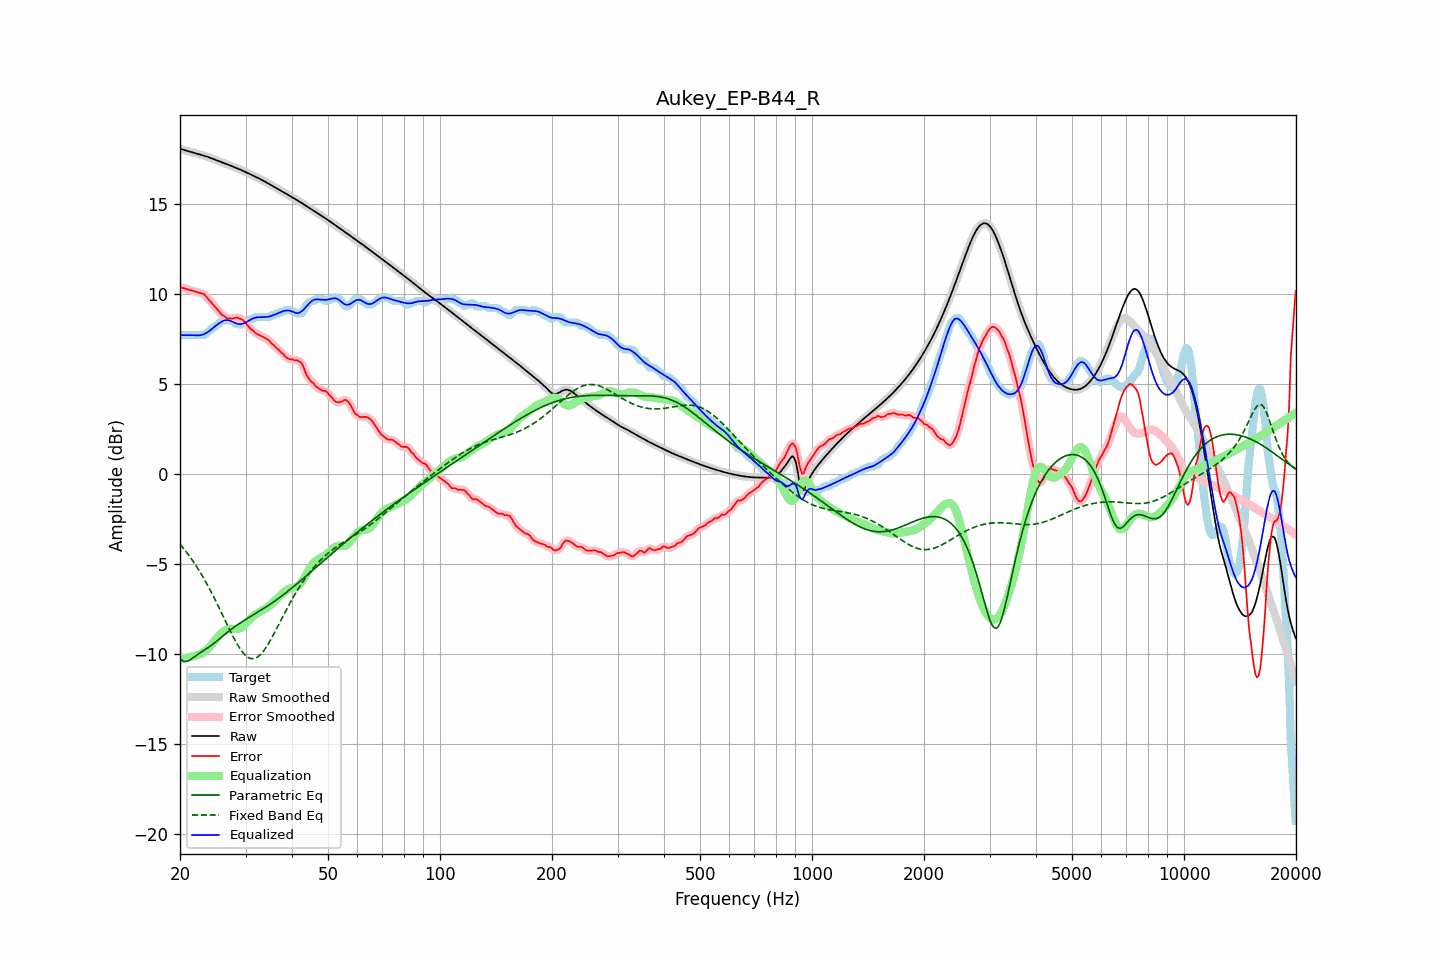 Aukey_EP-B44_R
Amplitude (dBr)
15
10
5
0
−5
−10
−15
−20
Target
Raw Smoothed
Error Smoothed
Raw
Error
Equalization
Parametric Eq
Fixed Band Eq
Equalized
20 50 100 200 500 1000 2000 5000 10000 20000
Frequency (Hz)